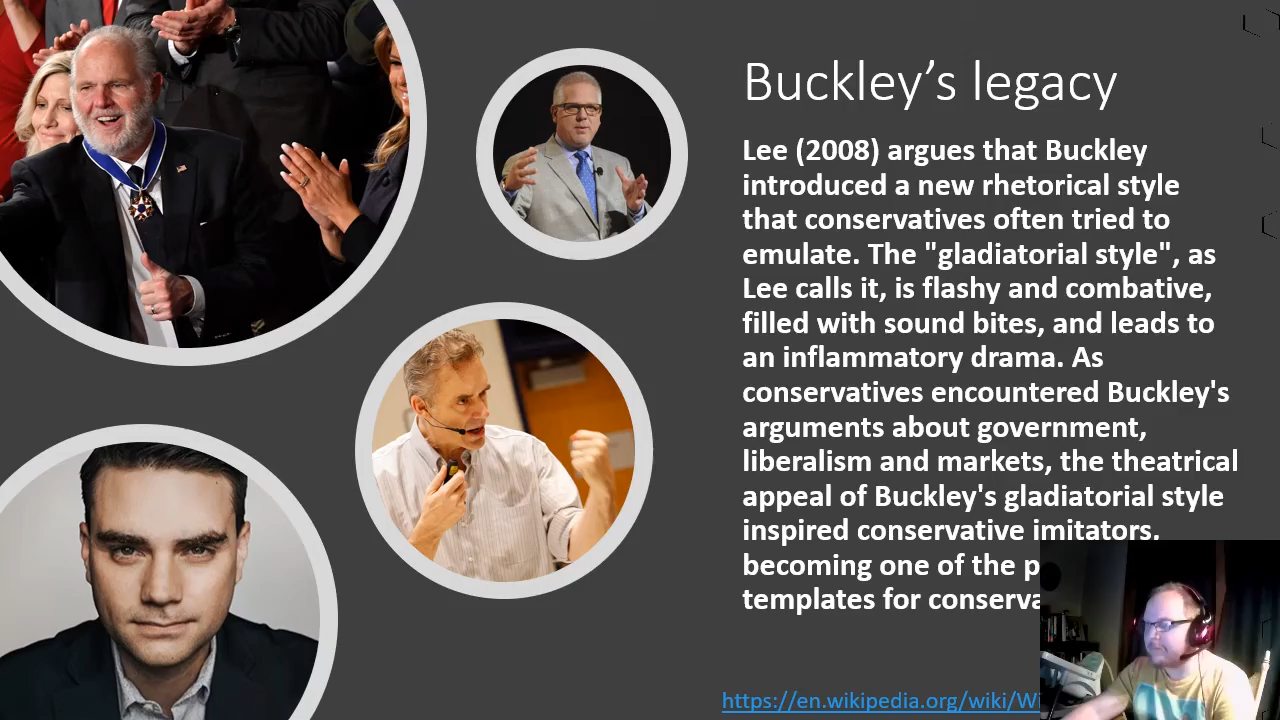 Buckley’s legacy
Lee (2008) argues that Buckley
introduced a new rhetorical style
that conservatives often tried to
emulate. The "gladiatorial style", as
Lee calls it, is flashy and combative,
filled with sound bites, and leads to
an inflammatory drama. As
conservatives encountered Buckley's
arguments about government,
liberalism and markets, the theatrical
appeal of Buckley's gladiatorial style
inspired conservative imitators,
becoming one of the p
templates for conserva
https://en.wikipedia.org/wiki/Wi